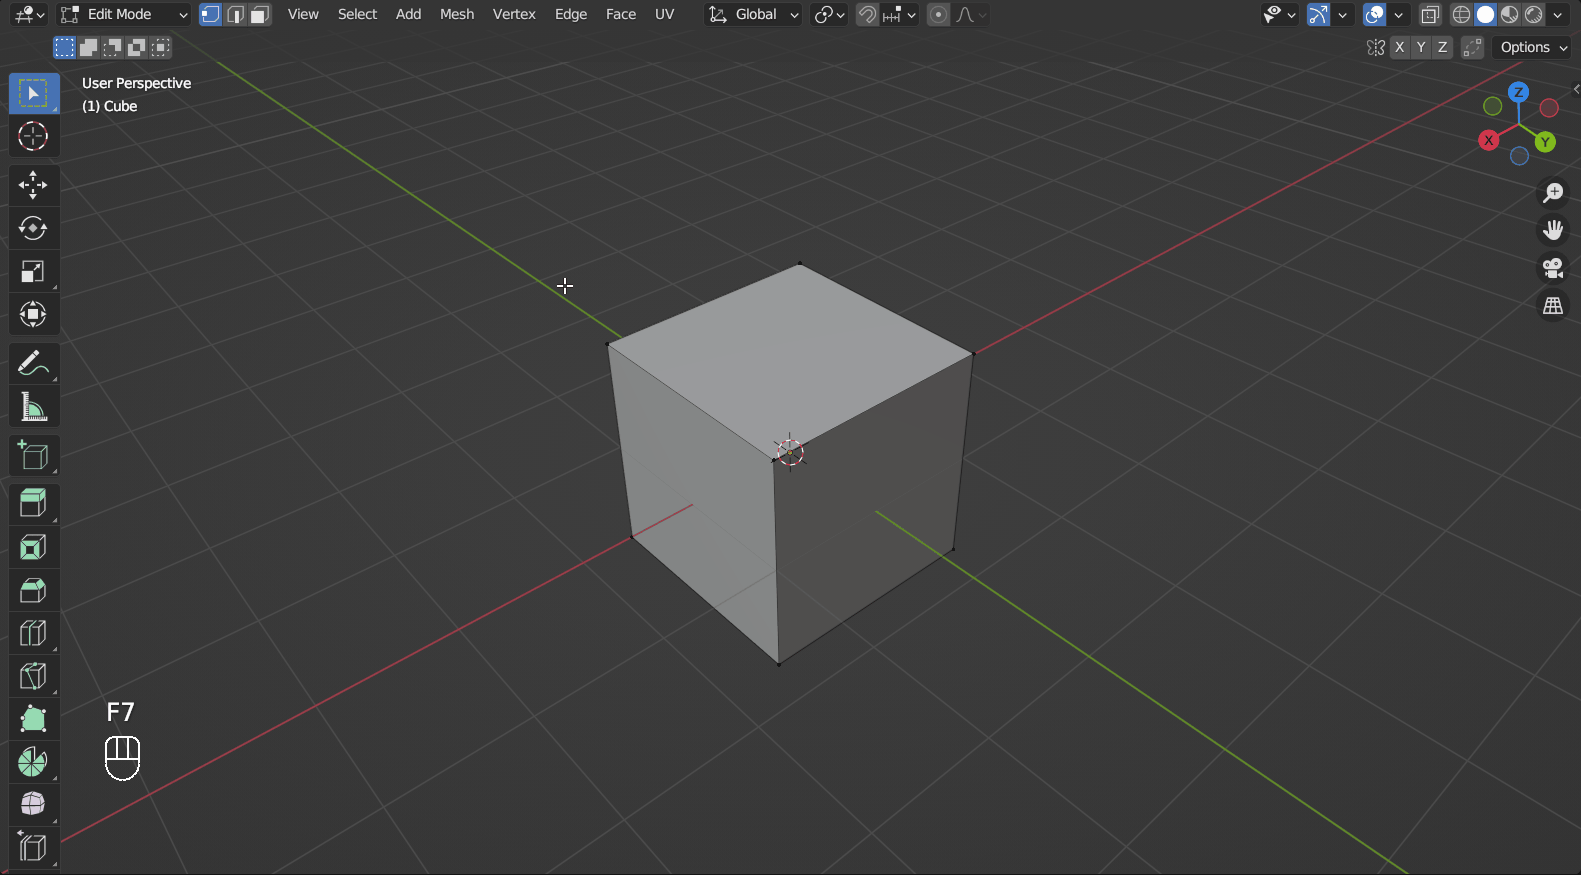 Edit Mode View Select Add Mesh Vertex Edge Face UV Global
X Y Z Options
User Perspective
(1) Cube
Z
X Y
F7